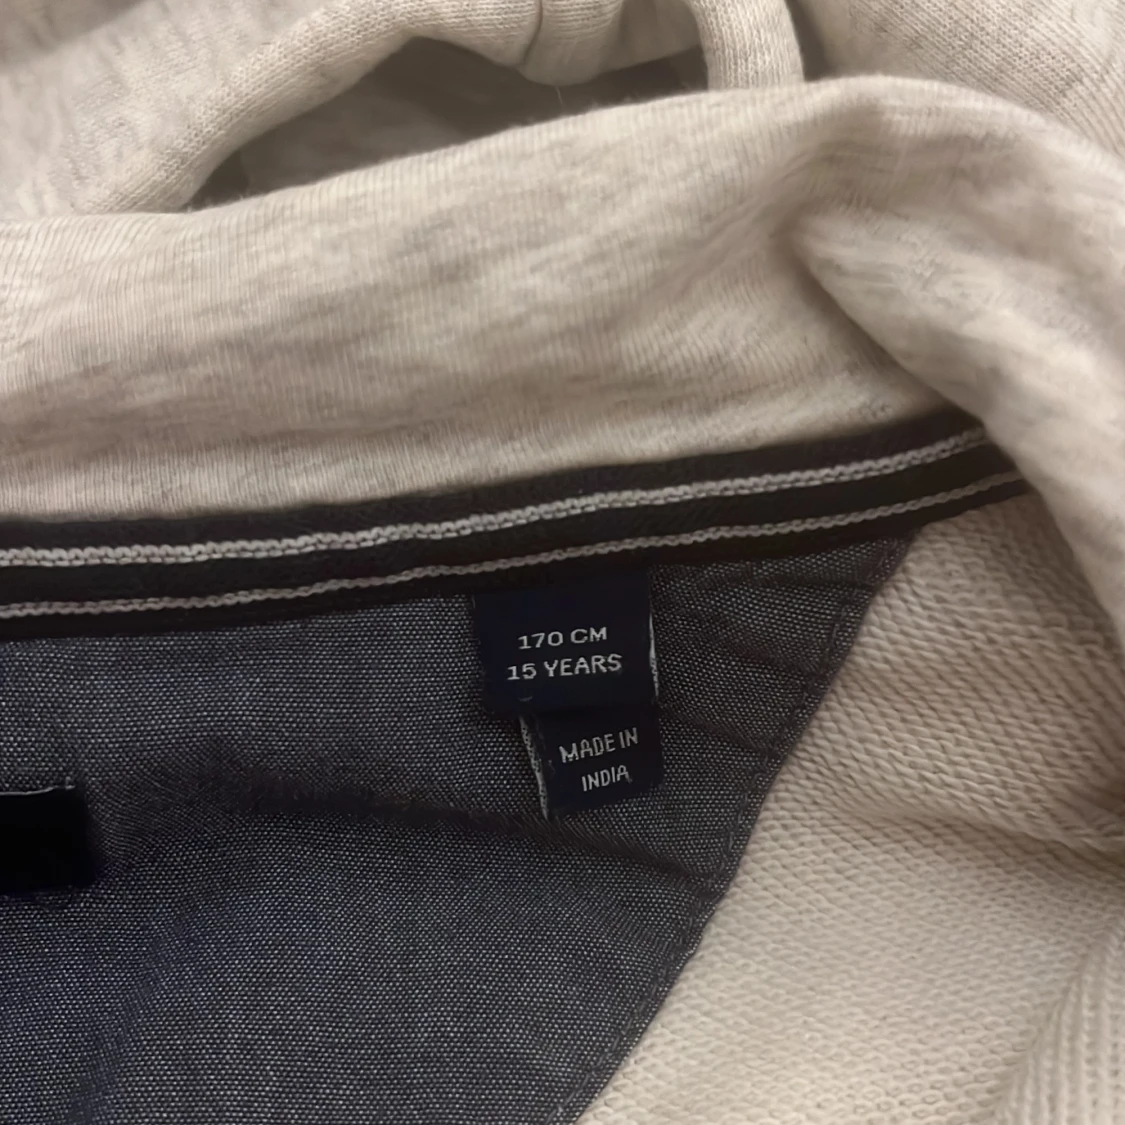 170 CM
15 YEARS
MADE IN
INDIA